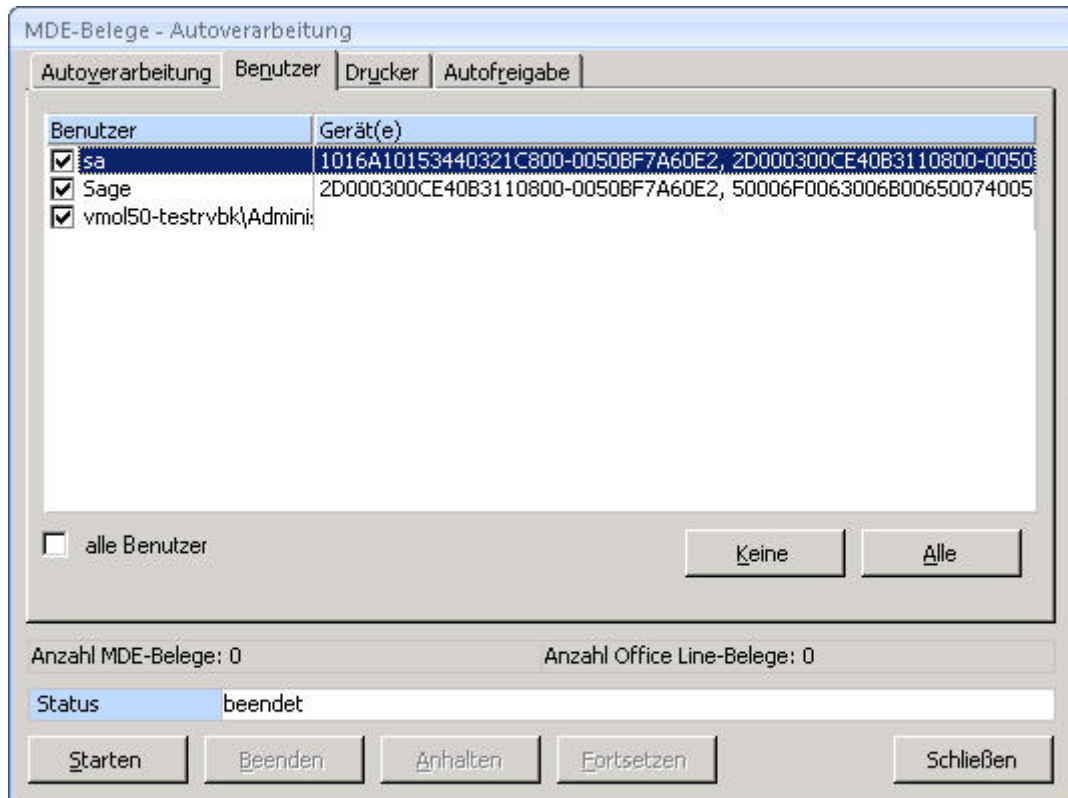 MDE-Belege - Autoverarbeitung
Autoverarbeitung Benutzer Drucker Autofreigabe
Benutzer Gerät(e)
sa 1016A10153440321C800-0050BF7A60E2, 2D000300CE40B3110800-0050
Sage 2D000300CE40B3110800-0050BF7A60E2, 50006F0063006B00650074005
vmol50-testrvbk\Adminis
alle Benutzer Keine Alle
Anzahl MDE-Belege: 0 Anzahl Office Line-Belege: 0
Status beendet
Starten Beenden Anhalten Fortsetzen Schließen